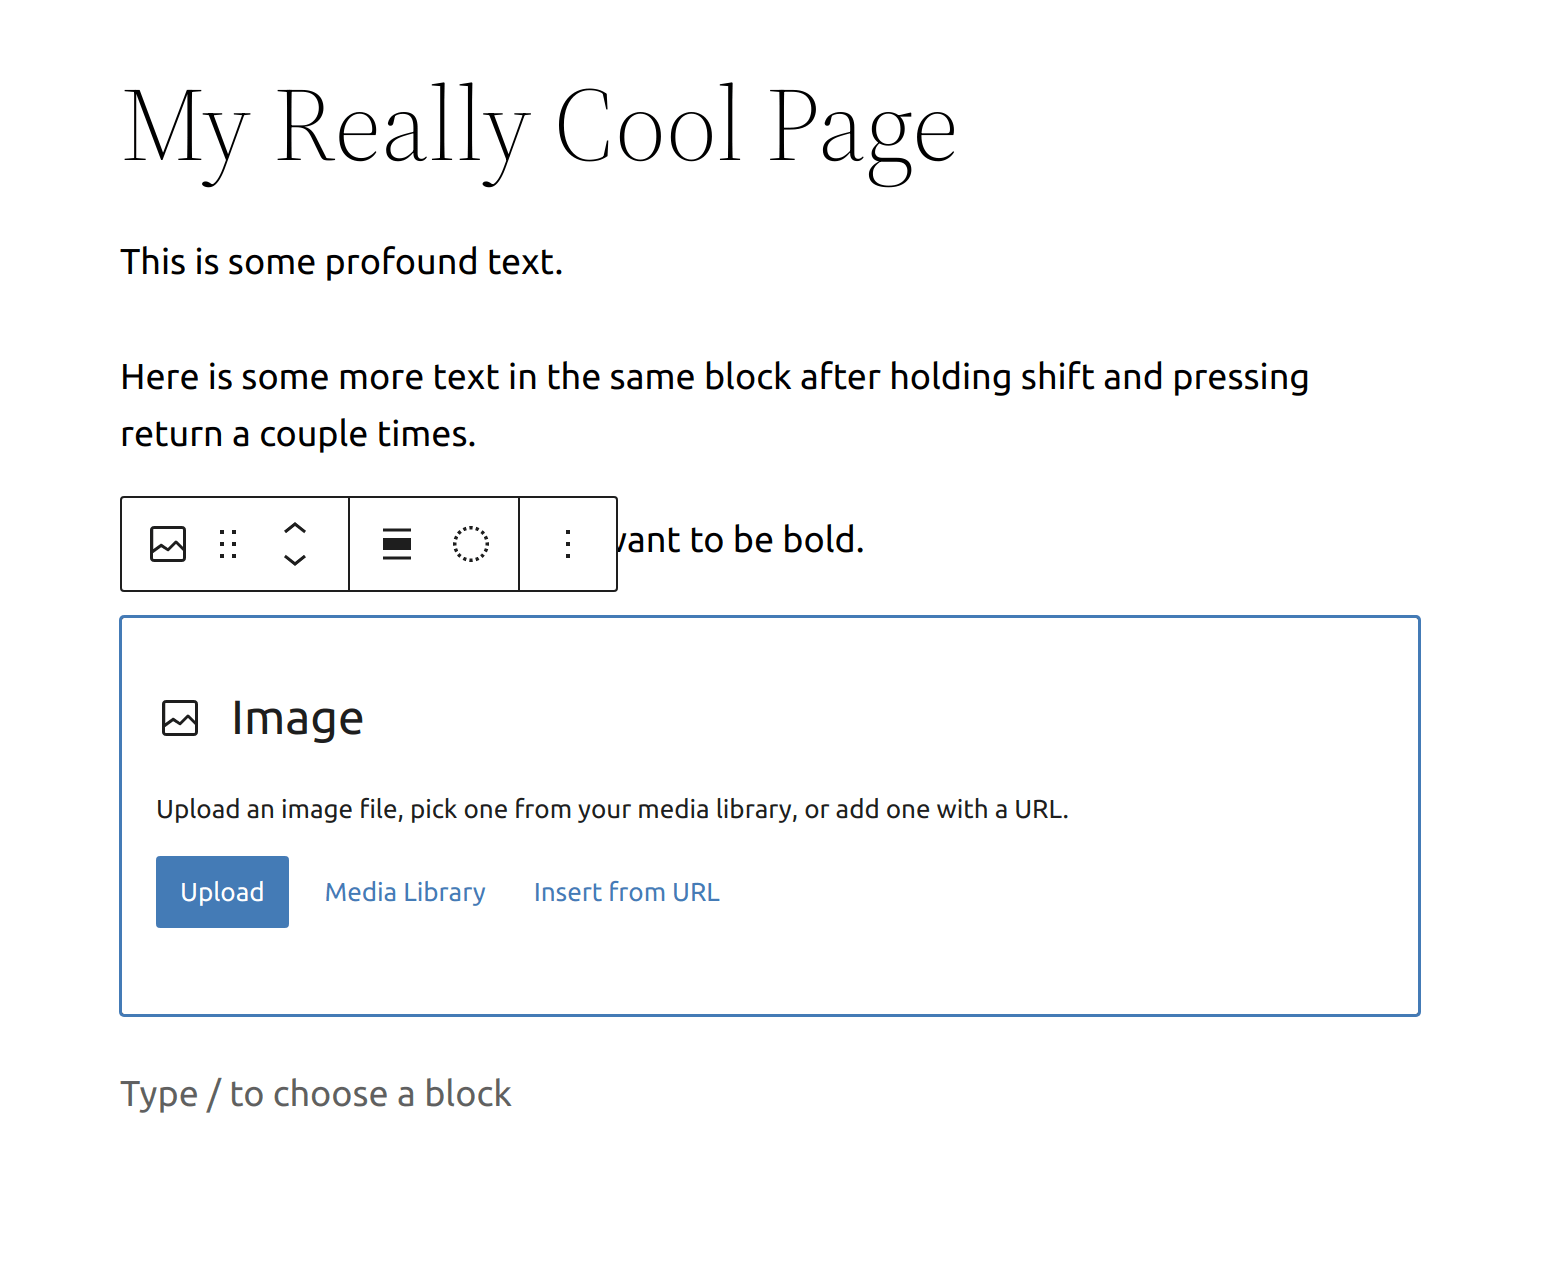 My Really Cool Page
This is some profound text.
Here is some more text in the same block after holding shift and pressing
return a couple times.
to be bold.
Image
Upload an image file, pick one from your media library, or add one with a URL.
Upload Media Library Insert from URL
Type / to choose a block